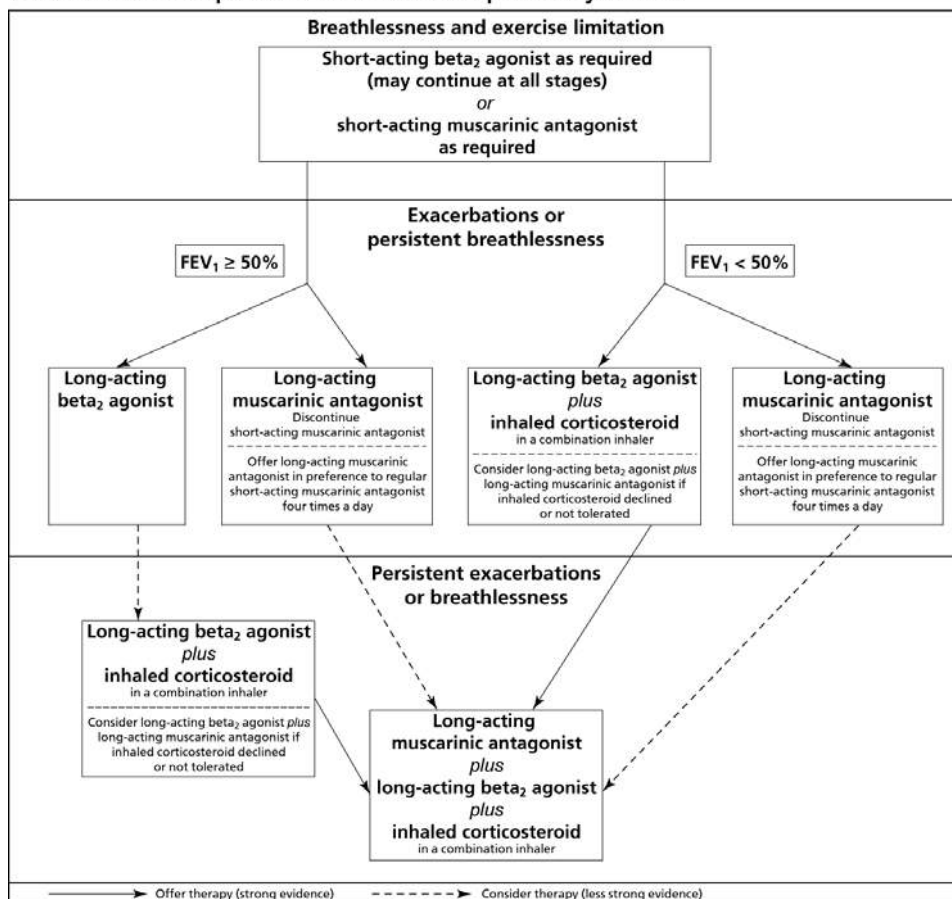 Breathlessness and exercise limitation
Short-acting beta₂ agonist as required
(may continue at all stages)
or
short-acting muscarinic antagonist
as required
Exacerbations or
persistent breathlessness
FEV₁ ≥ 50%
FEV₁ < 50%
Long-acting
beta₂ agonist
Long-acting
muscarinic antagonist
Discontinue
short-acting muscarinic antagonist
Offer long-acting muscarinic
antagonist in preference to regular
short-acting muscarinic antagonist
four times a day
Long-acting beta₂ agonist
plus
inhaled corticosteroid
in a combination inhaler
Consider long-acting beta₂ agonist plus
long-acting muscarinic antagonist if
inhaled corticosteroid declined
or not tolerated
Long-acting
muscarinic antagonist
Discontinue
short-acting muscarinic antagonist
Offer long-acting muscarinic
antagonist in preference to regular
short-acting muscarinic antagonist
four times a day
Persistent exacerbations
or breathlessness
Long-acting beta₂ agonist
plus
inhaled corticosteroid
in a combination inhaler
Consider long-acting beta₂ agonist plus
long-acting muscarinic antagonist if
inhaled corticosteroid declined
or not tolerated
Long-acting
muscarinic antagonist
plus
long-acting beta₂ agonist
plus
inhaled corticosteroid
in a combination inhaler
Offer therapy (strong evidence)
Consider therapy (less strong evidence)